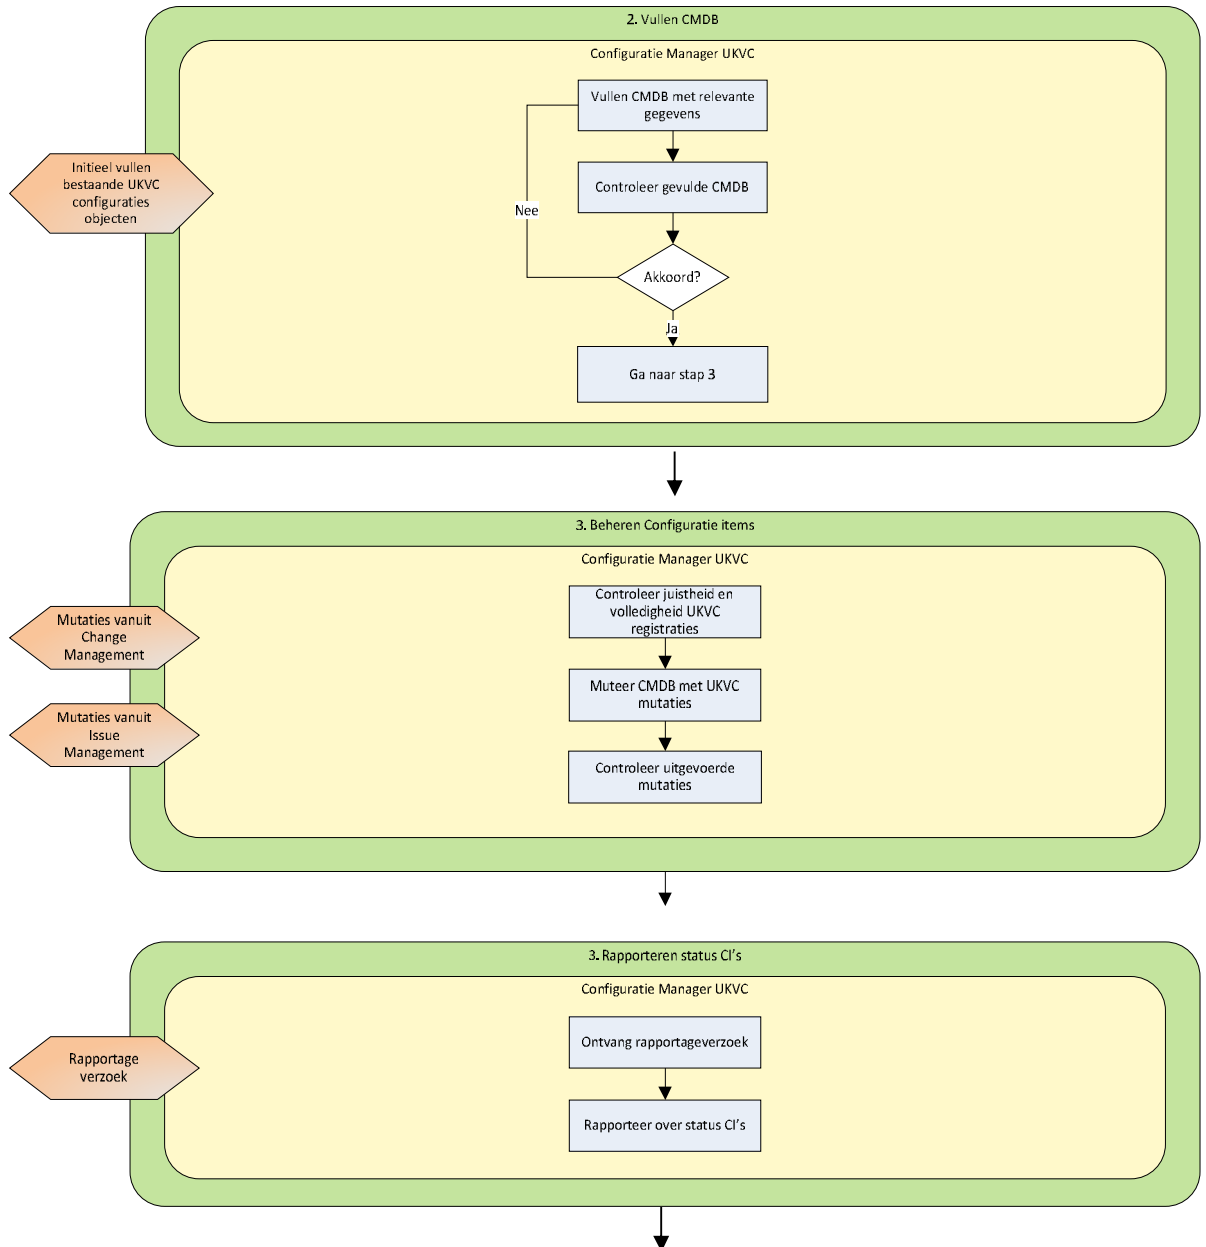 2. Vullen CMDB
Configuratie Manager UKVC
Initieel vullen
bestaande UKVC
configuraties
objecten
Vullen CMDB met relevante
gegevens
Controleer gevulde CMDB
Nee
Akkoord?
Ja
Ga naar stap 3
3. Beheren Configuratie items
Configuratie Manager UKVC
Mutaties vanuit
Change
Management
Mutaties vanuit
Issue
Management
Controleer juistheid en
volledigheid UKVC
registraties
Muteer CMDB met UKVC
mutaties
Controleer uitgevoerde
mutaties
3. Rapporteren status CI's
Configuratie Manager UKVC
Rapportage
verzoek
Ontvang rapportageverzoek
Rapporteer over status CI's